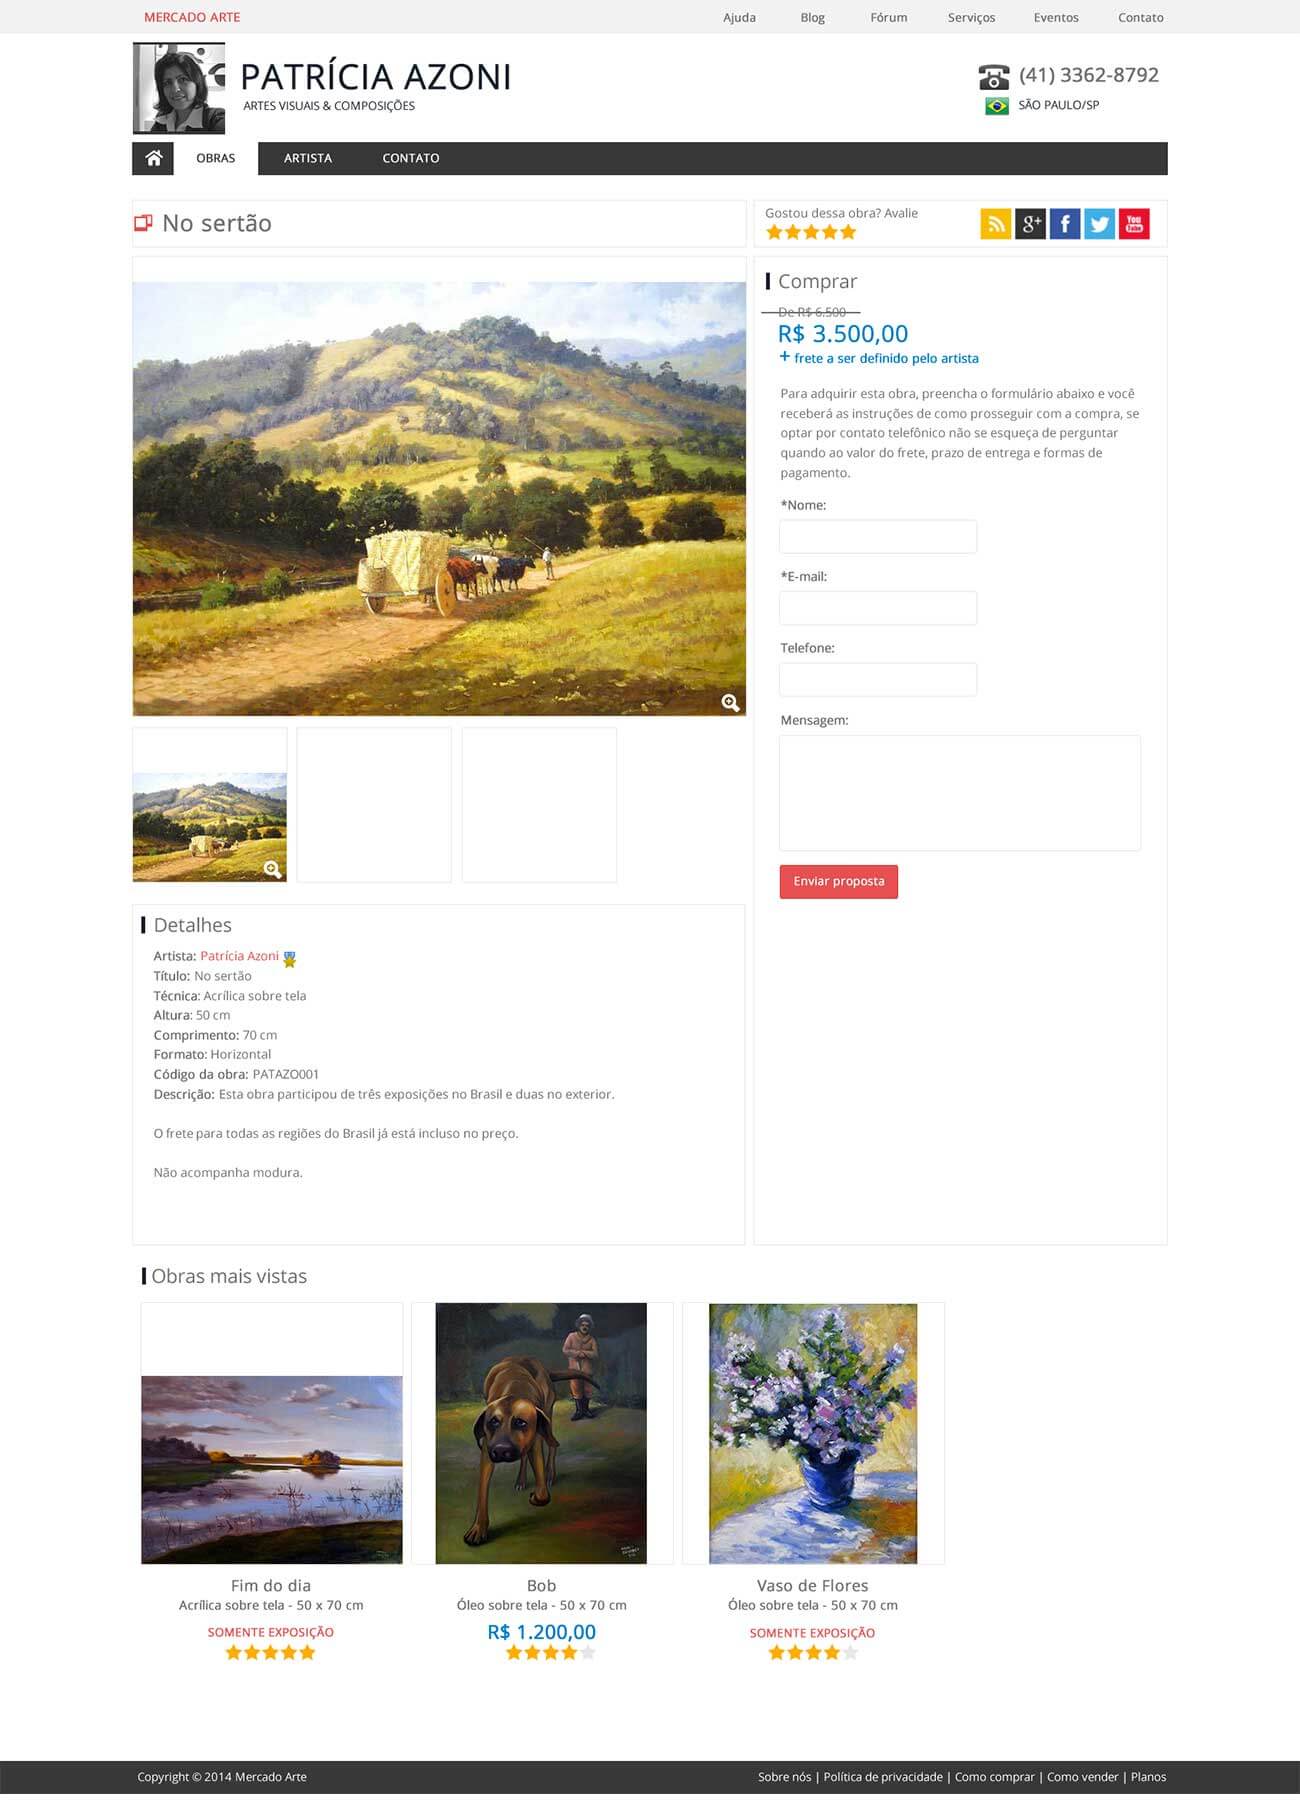 MERCADO ARTE
Ajuda Blog Fórum Serviços Eventos Contato
PATRÍCIA AZONI
ARTES VISUAIS & COMPOSIÇÕES
(41) 3362-8792
SÃO PAULO/SP
OBRAS ARTISTA CONTATO
No sertão
Gostou dessa obra? Avalie
g+ f You Tube
Comprar
De R$ 6.500
R$ 3.500,00
+ frete a ser definido pelo artista
Para adquirir esta obra, preencha o formulário abaixo e você
receberá as instruções de como prosseguir com a compra, se
optar por contato telefônico não se esqueça de perguntar
quando ao valor do frete, prazo de entrega e formas de
pagamento.
*Nome:
*E-mail:
Telefone:
Mensagem:
Enviar proposta
Detalhes
Artista: Patrícia Azoni
Título: No sertão
Técnica: Acrílica sobre tela
Altura: 50 cm
Comprimento: 70 cm
Formato: Horizontal
Código da obra: PATAZO001
Descrição: Esta obra participou de três exposições no Brasil e duas no exterior.
O frete para todas as regiões do Brasil já está incluso no preço.
Não acompanha modura.
Obras mais vistas
Fim do dia
Acrílica sobre tela - 50 x 70 cm
SOMENTE EXPOSIÇÃO
Bob
Óleo sobre tela - 50 x 70 cm
R$ 1.200,00
Vaso de Flores
Óleo sobre tela - 50 x 70 cm
SOMENTE EXPOSIÇÃO
Copyright © 2014 Mercado Arte
Sobre nós | Política de privacidade | Como comprar | Como vender | Planos